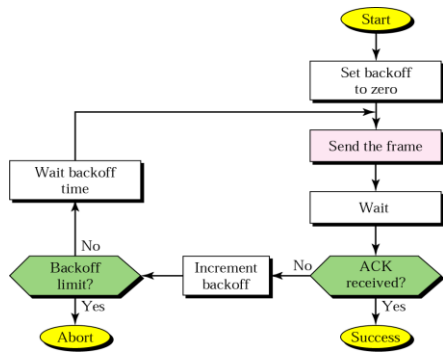 Start
Set backoff
to zero
Send the frame
Wait backoff
time
Wait
No
Backoff
limit?
Increment
backoff
No
ACK
received?
Yes
Yes
Abort
Success